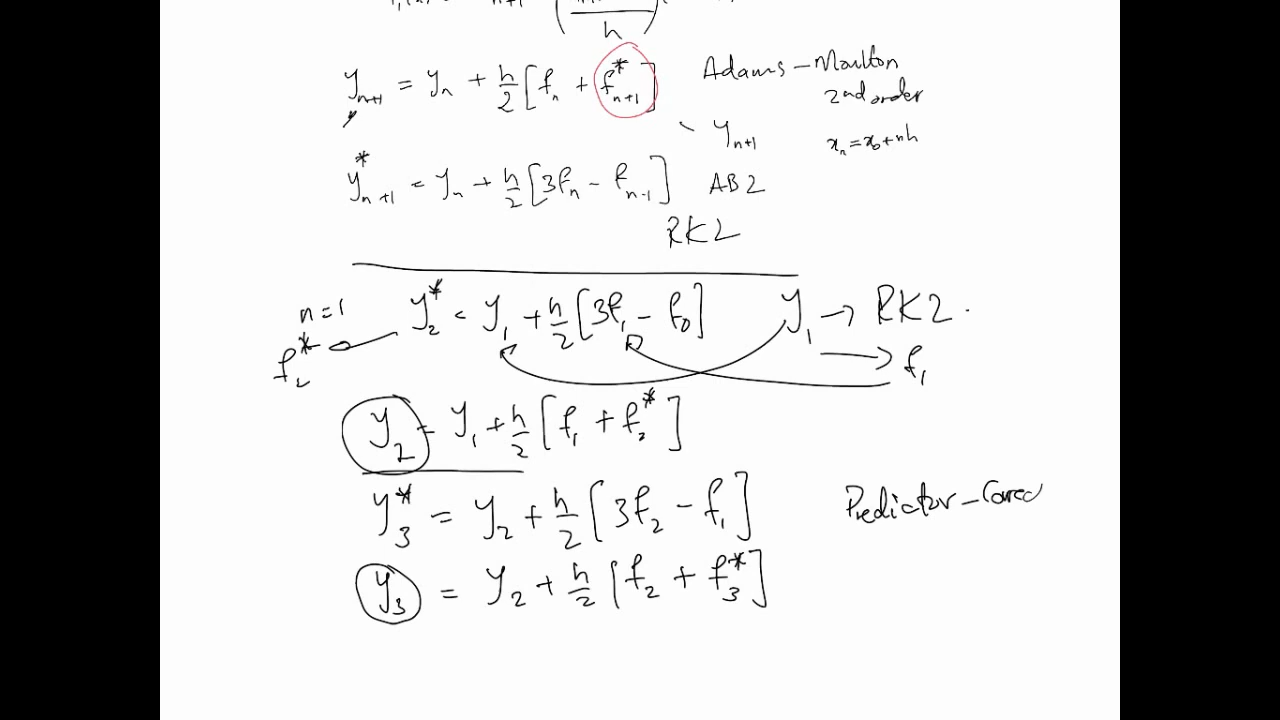 h
y_{n+1} = y_n + h/2 [f_n + f*_{n+1}] Adams-Moulton
2nd order
y_{n+1} x_n = x_0 + nh
y*_{n+1} = y_n + h/2 [3f_n - f_{n-1}] AB2
RK2
n=1 y*_2 = y_1 + h/2 [3f_1 - f_0] y_1 → RK2.
f*_2 → f_1
y_2 = y_1 + h/2 [f_1 + f*_2]
y*_3 = y_2 + h/2 [3f_2 - f_1] Predictor-Correc
y_3 = y_2 + h/2 [f_2 + f*_3]